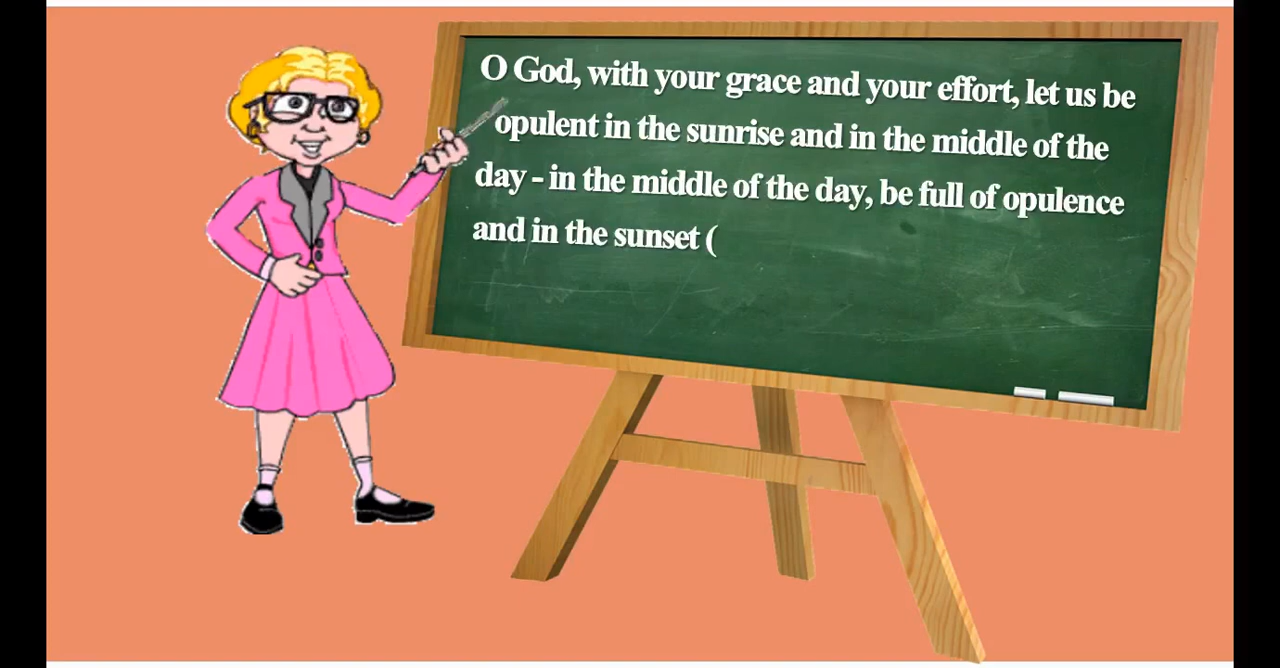 O God, with your grace and your effort, let us be
opulent in the sunrise and in the middle of the
day - in the middle of the day, be full of opulence
and in the sunset (